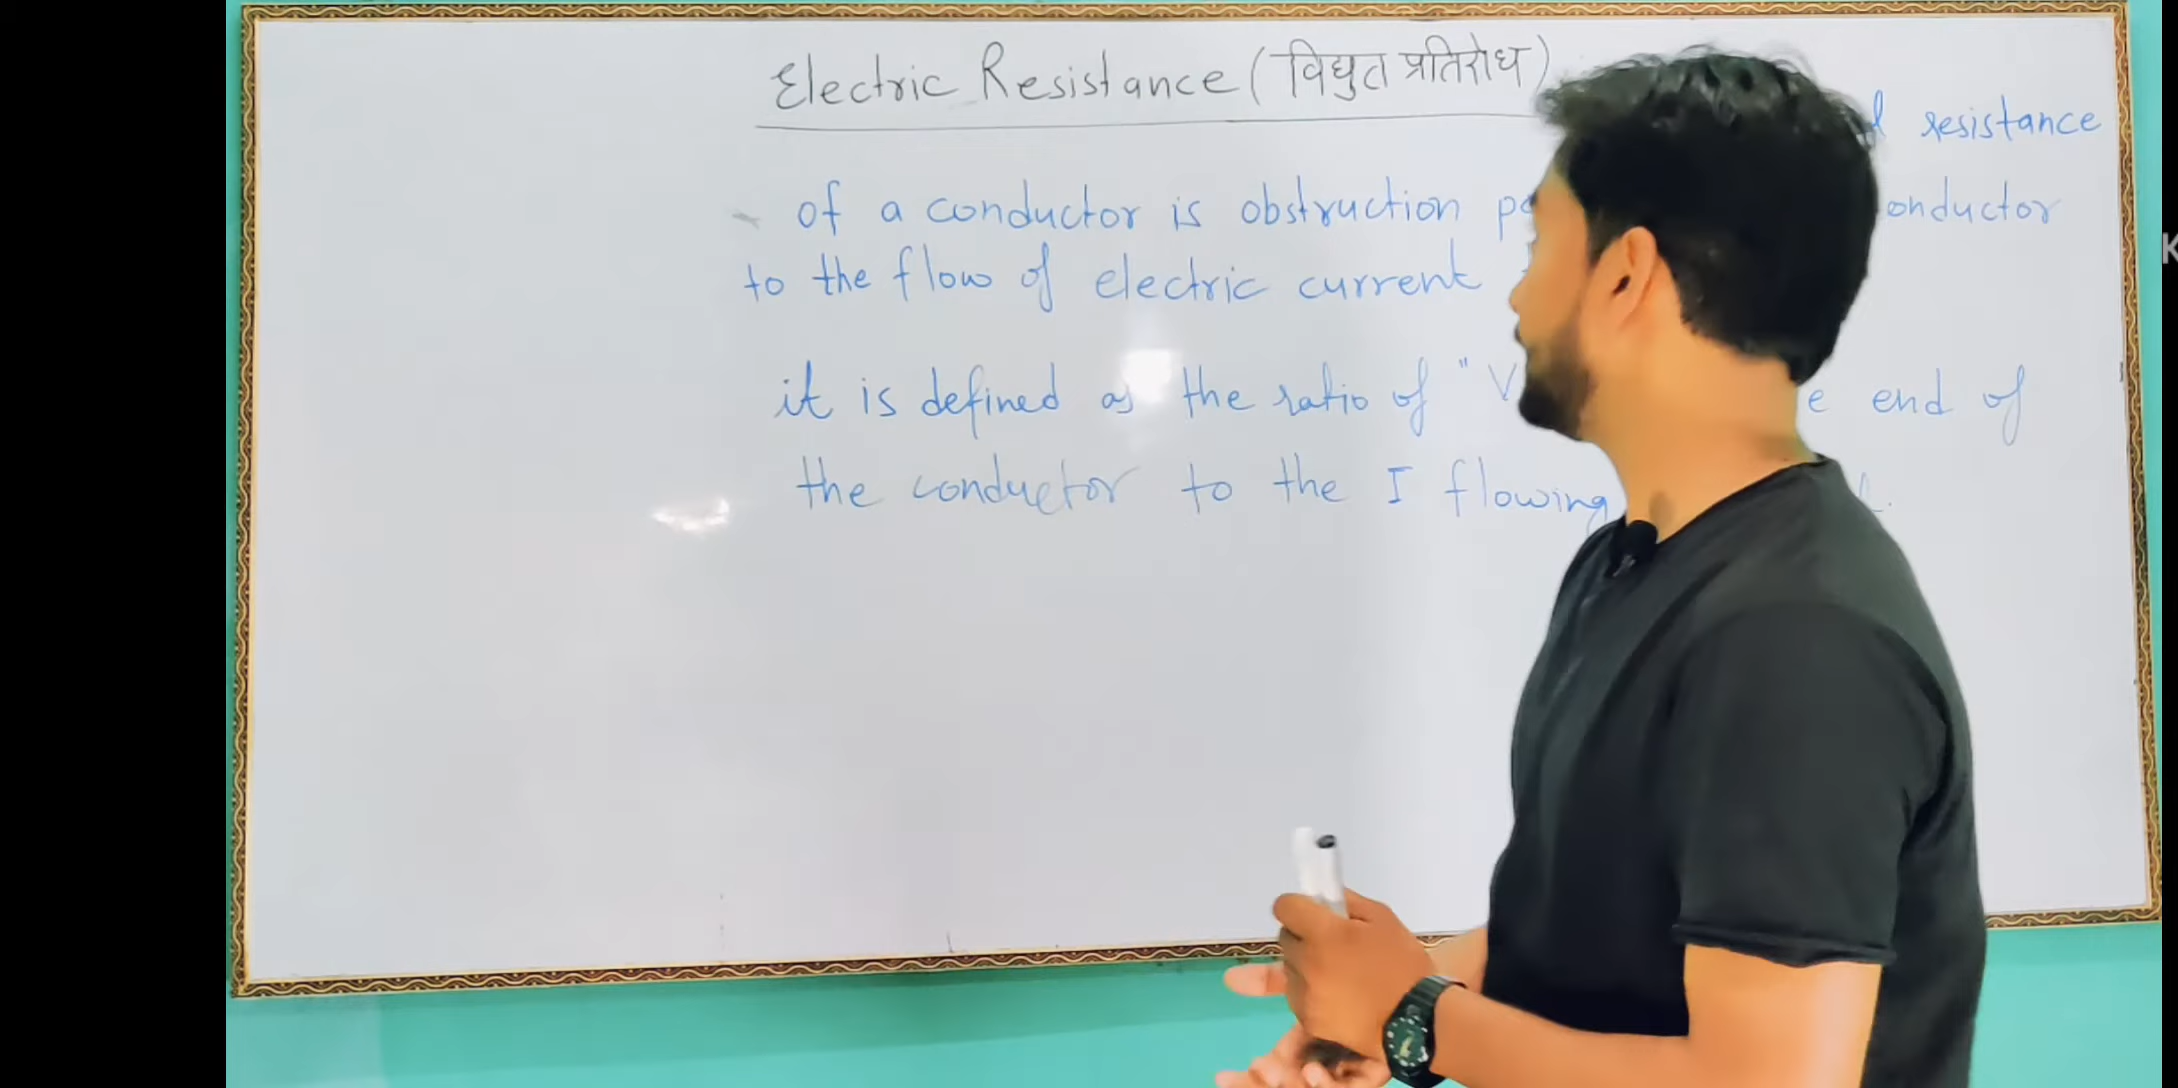 Electric Resistance (विद्युत प्रतिरोध)
resistance
of a conductor is obstruction
to the flow of electric current
it is defined as the ratio of "V end of
the conductor to the I flowing